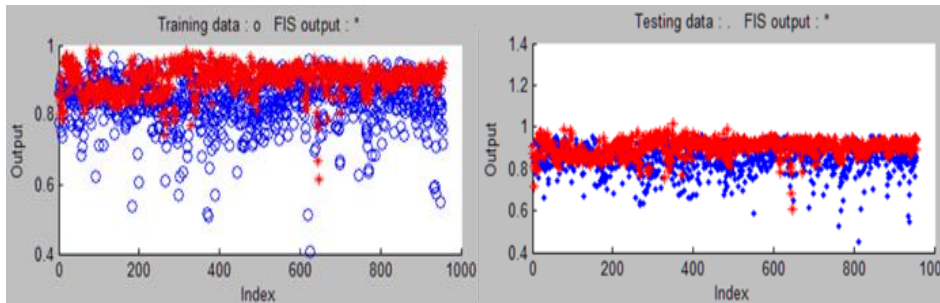 Training data : o FIS output : *
1
0.8
0.6
0.4
Output
0 200 400 600 800 1000
Index
Testing data : . FIS output : *
1.4
1.2
1
0.8
0.6
0.4
Output
0 200 400 600 800 1000
Index